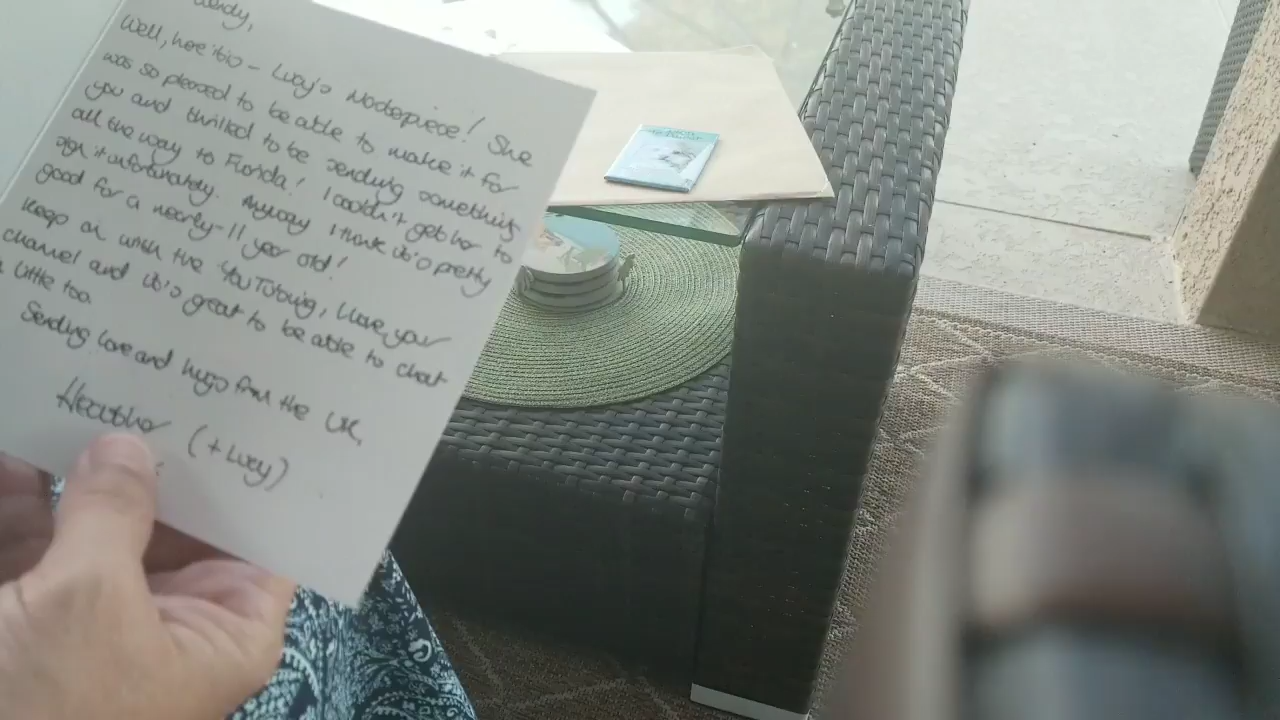 Wendy,
Well, here it is - Lucy's Masterpiece! She
was so pleased to be able to make it for
you and thrilled to be sending something
all the way to Florida! I couldn't get her to
sign it unfortunately. Anyway I think it's pretty
good for a nearly-11 year old!
Keep on with the YouTubing, I love your
channel and it's great to be able to chat
a little too.
Sending love and hugs from the UK,
Heather (+Lucy)